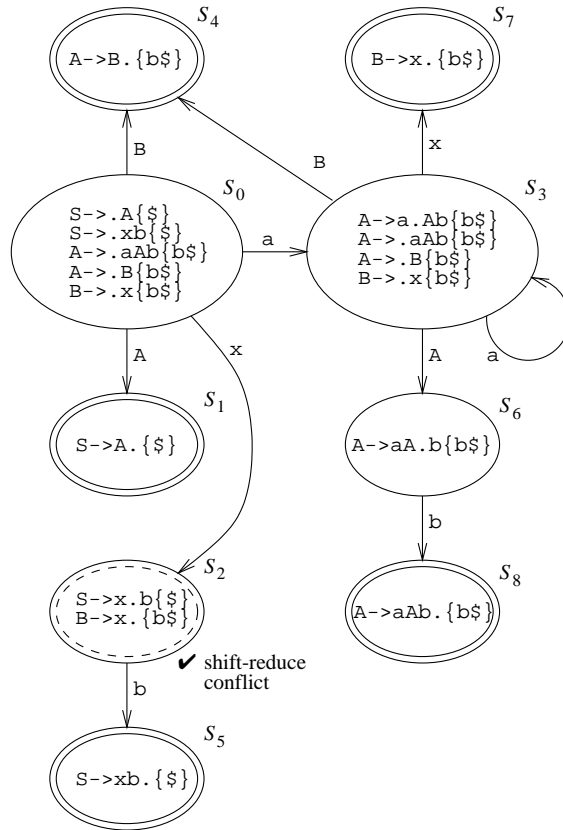 S4
S7
A->B.{b$}
B->x.{b$}
B
B
x
S0
S3
S->.A{$}
S->.xb{$}
A->.aAb{b$}
A->.B{b$}
B->.x{b$}
a
A->a.Ab{b$}
A->.aAb{b$}
A->.B{b$}
B->.x{b$}
A
x
A
a
S1
S6
S->A.{$}
A->aA.b{b$}
b
S2
S8
S->x.b{$}
B->x.{b$}
A->aAb.{b$}
✔ shift-reduce
conflict
b
S5
S->xb.{$}